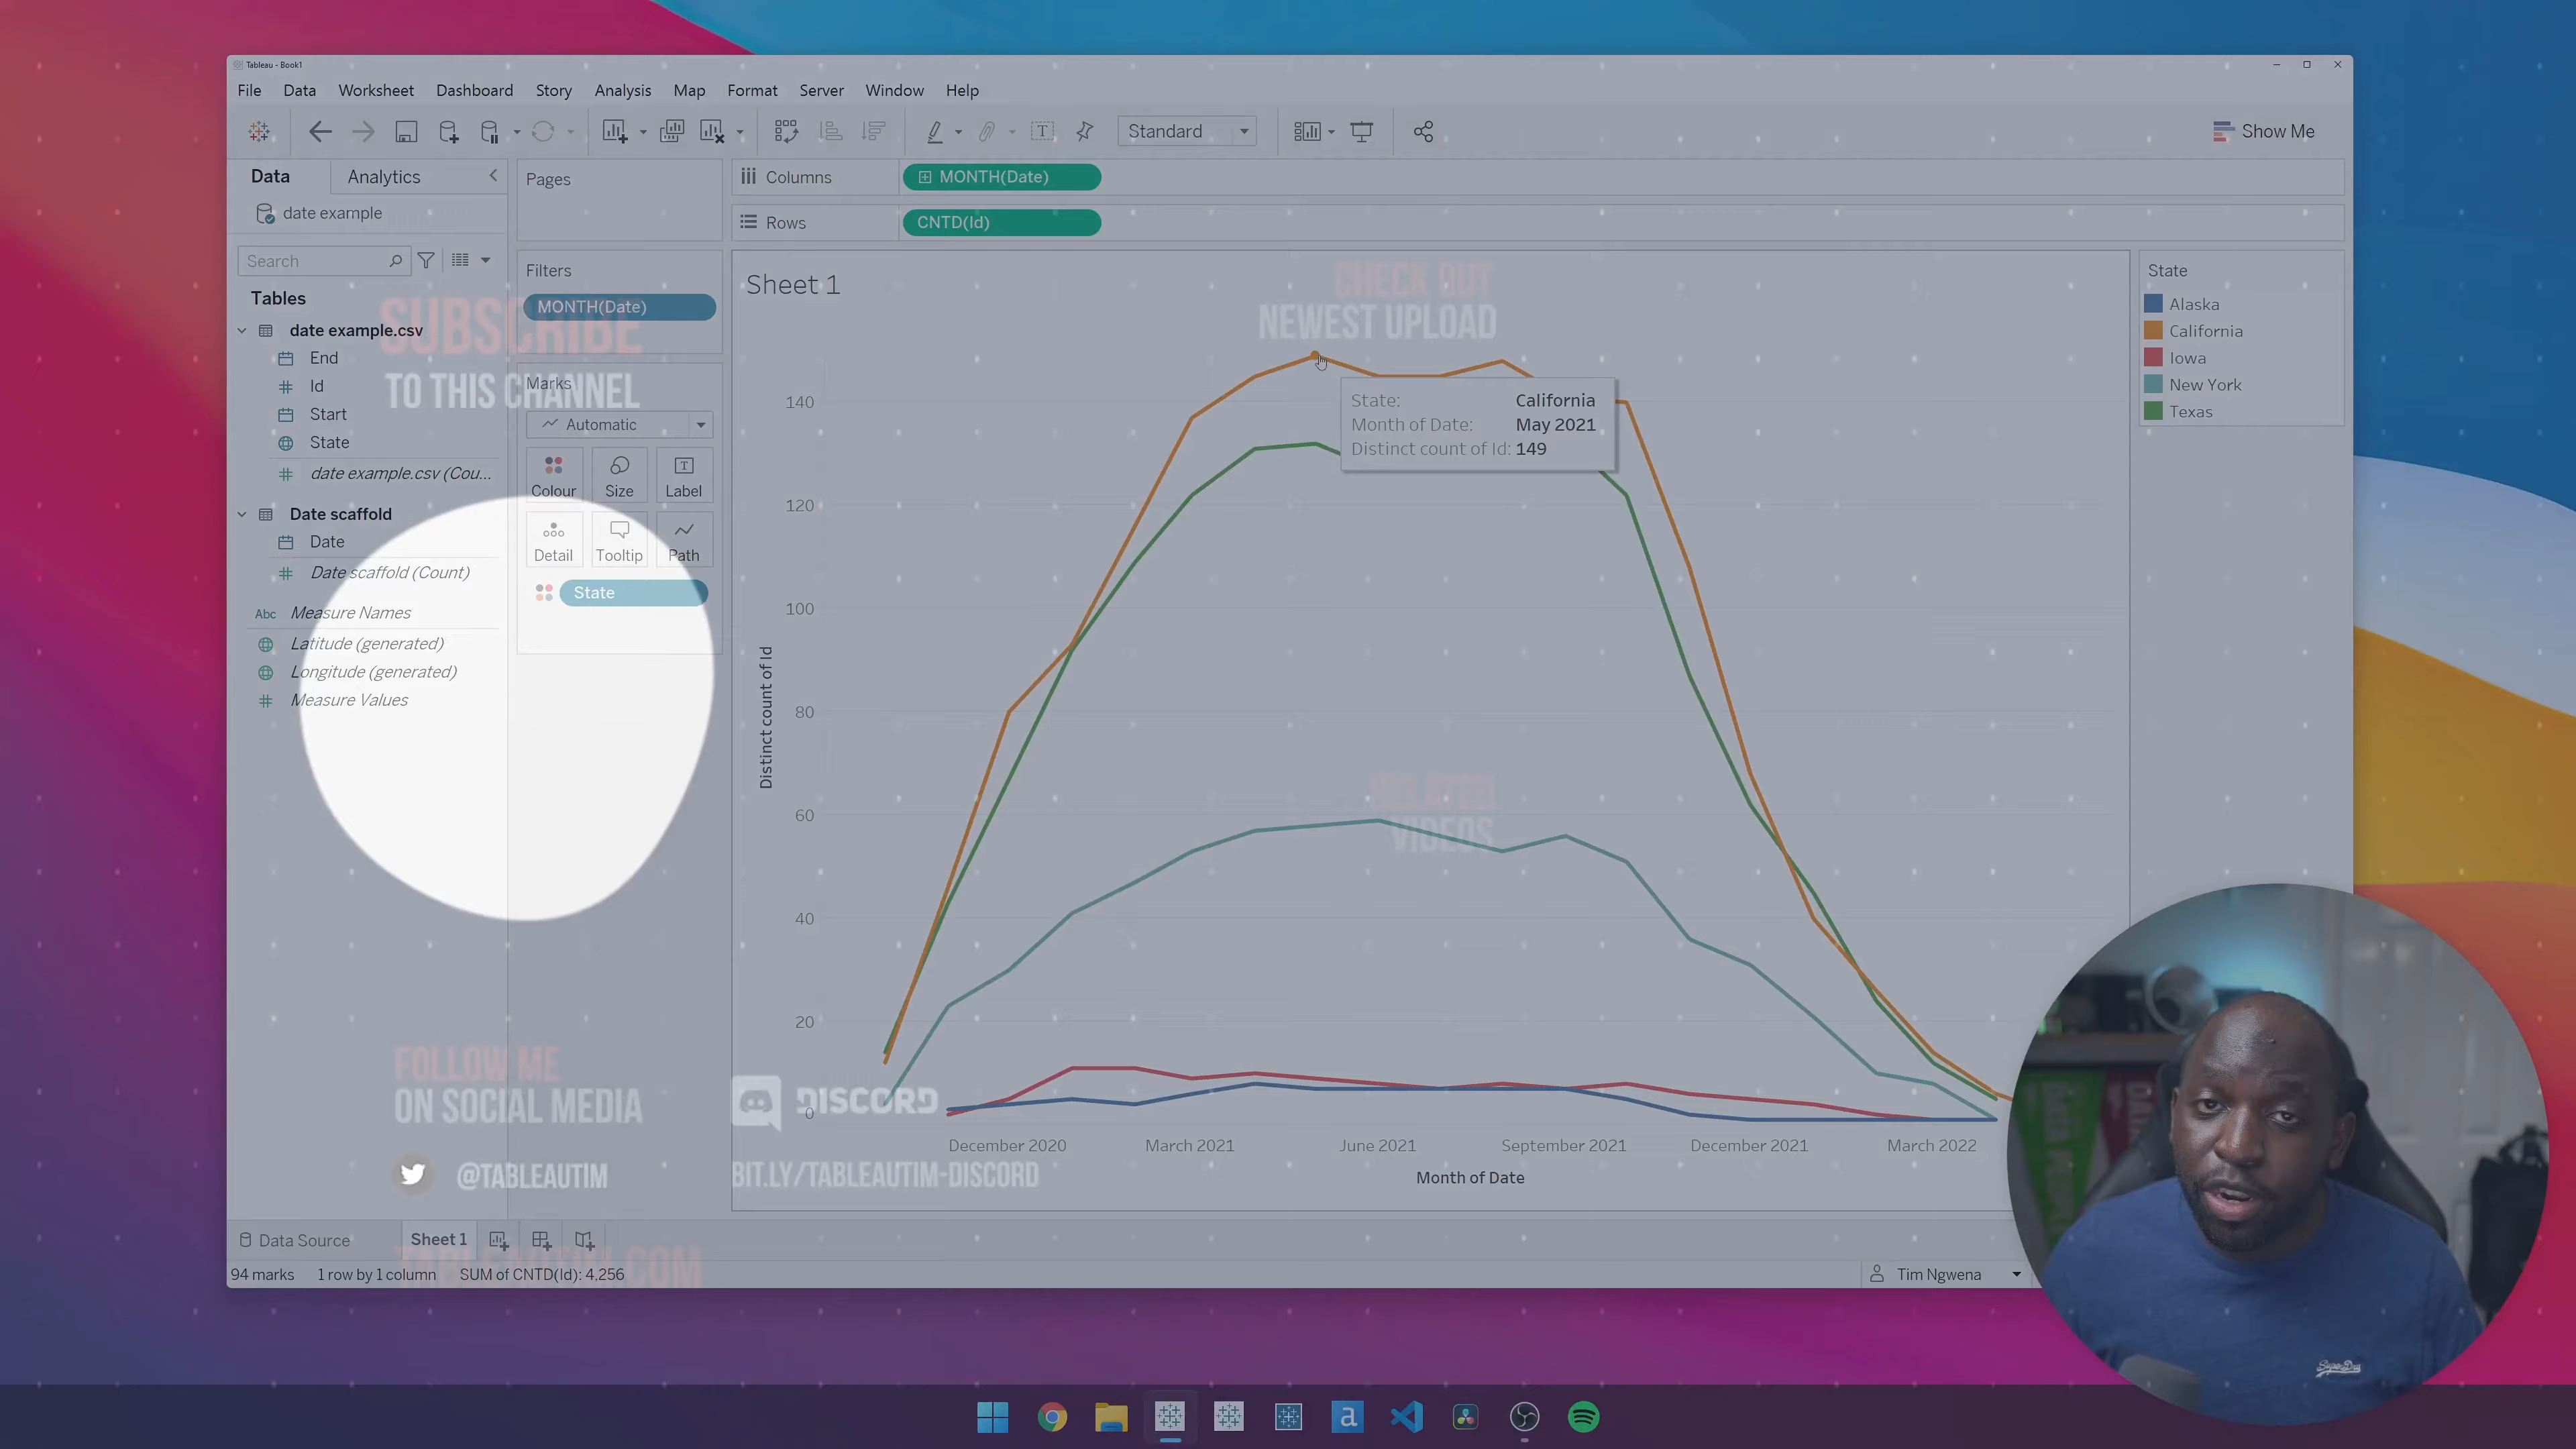 Tableau - Book1
File Data Worksheet Dashboard Story Analysis Map Format Server Window Help
Standard
Show Me
Data Analytics
date example
Search
Tables
date example.csv
End
Id
Start
State
date example.csv (Cou...
Date scaffold
Date
Date scaffold (Count)
Abc Measure Names
Latitude (generated)
Longitude (generated)
Measure Values
Pages
Filters
MONTH(Date)
Marks
Automatic
Colour Size Label
Detail Tooltip Path
State
Columns MONTH(Date)
Rows CNTD(Id)
Sheet 1
SUBSCRIBE
TO THIS CHANNEL
CHECK OUT
NEWEST UPLOAD
State: California
Month of Date: May 2021
Distinct count of Id: 149
RELATED
VIDEOS
Distinct count of Id
140
120
100
80
60
40
20
0
December 2020 March 2021 June 2021 September 2021 December 2021 March 2022
Month of Date
State
Alaska
California
Iowa
New York
Texas
FOLLOW ME
ON SOCIAL MEDIA
@TABLEAUTIM
DISCORD
BIT.LY/TABLEAUTIM-DISCORD
TABLEAUTIM.COM
Data Source Sheet 1
94 marks 1 row by 1 column SUM of CNTD(Id): 4,256
Tim Ngwena